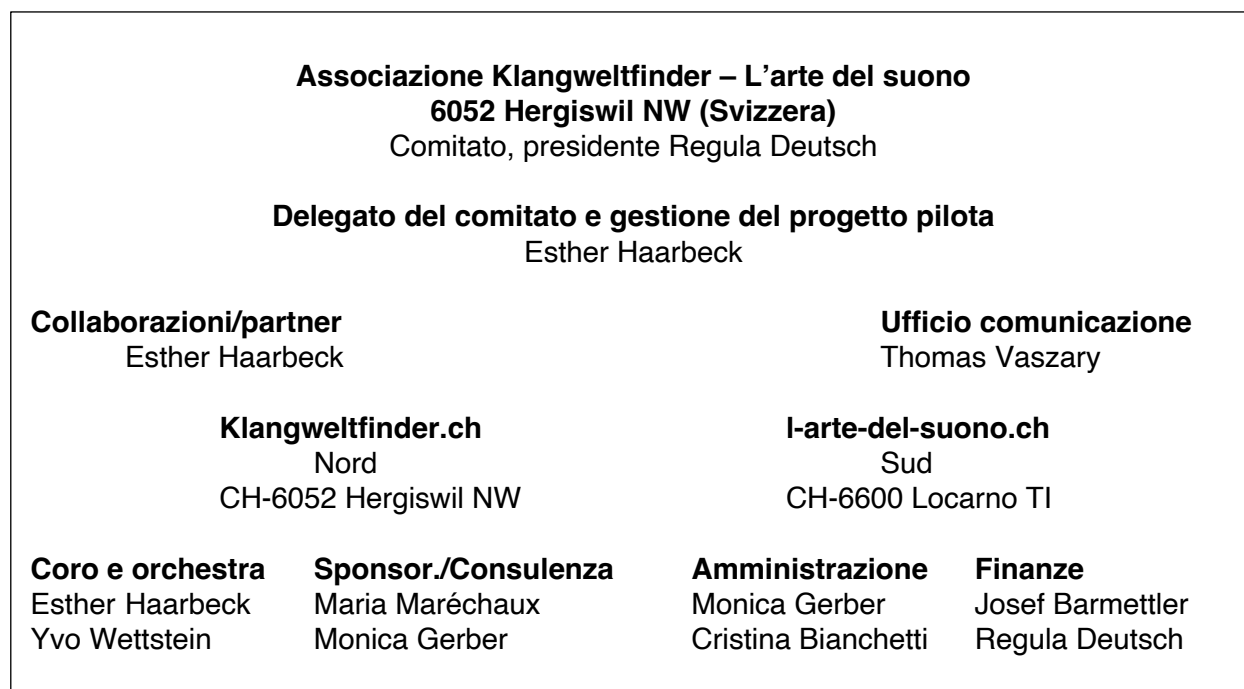 Associazione Klangweltfinder – L’arte del suono
6052 Hergiswil NW (Svizzera)
Comitato, presidente Regula Deutsch
Delegato del comitato e gestione del progetto pilota
Esther Haarbeck
Collaborazioni/partner Ufficio comunicazione
Esther Haarbeck Thomas Vaszary
Klangweltfinder.ch l-arte-del-suono.ch
Nord Sud
CH-6052 Hergiswil NW CH-6600 Locarno TI
Coro e orchestra Sponsor./Consulenza Amministrazione Finanze
Esther Haarbeck Maria Maréchaux Monica Gerber Josef Barmettler
Yvo Wettstein Monica Gerber Cristina Bianchetti Regula Deutsch